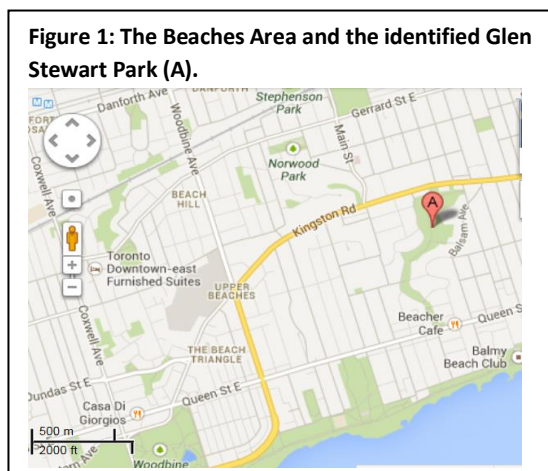 Figure 1: The Beaches Area and the identified Glen
Stewart Park (A).
Danforth Ave
Stephenson
Park
Gerrard St E
Woodbine Ave
Main St
Norwood
Park
Coxwell Ave
BEACH
HILL
Kingston Rd
A
Balsam Ave
Toronto
Downtown-east
Furnished Suites
UPPER
BEACHES
Coxwell Ave
Beacher
Cafe
Queen S
THE BEACH
TRIANGLE
Balmy
Beach Club
Dundas St E
Queen St E
Casa Di
Giorgios
500 m
2000 ft
Woodbine